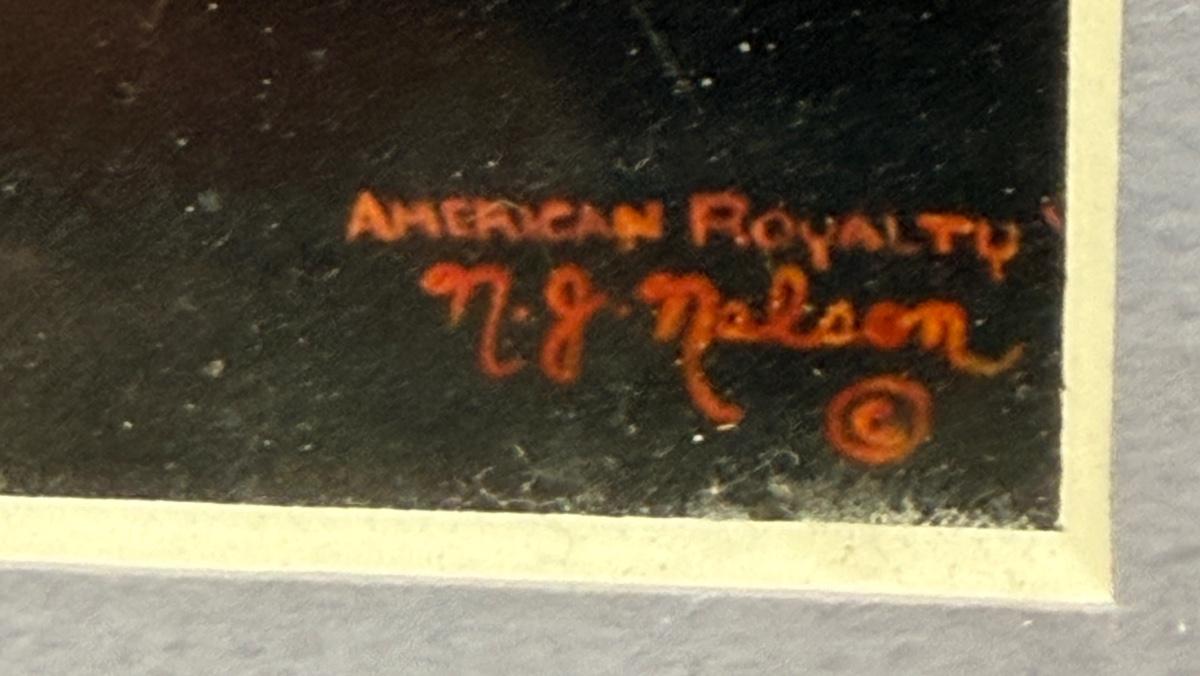 AMERICAN ROYALTY"
N. J. Nelson
©